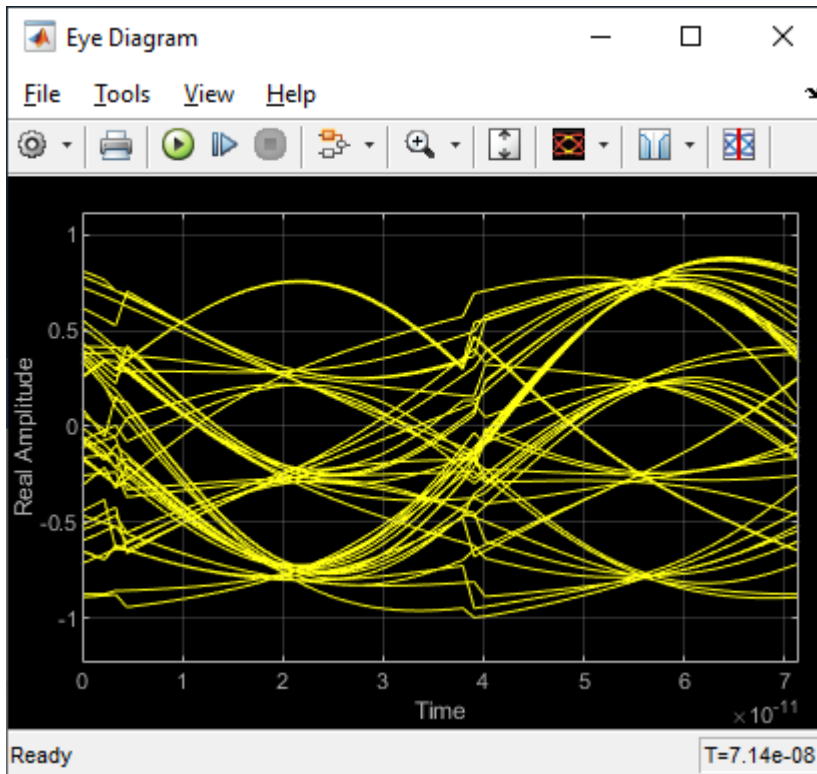 Eye Diagram
File Tools View Help
Real Amplitude
1
0.5
0
-0.5
-1
0 1 2 3 4 5 6 7
Time
×10⁻¹¹
Ready T=7.14e-08